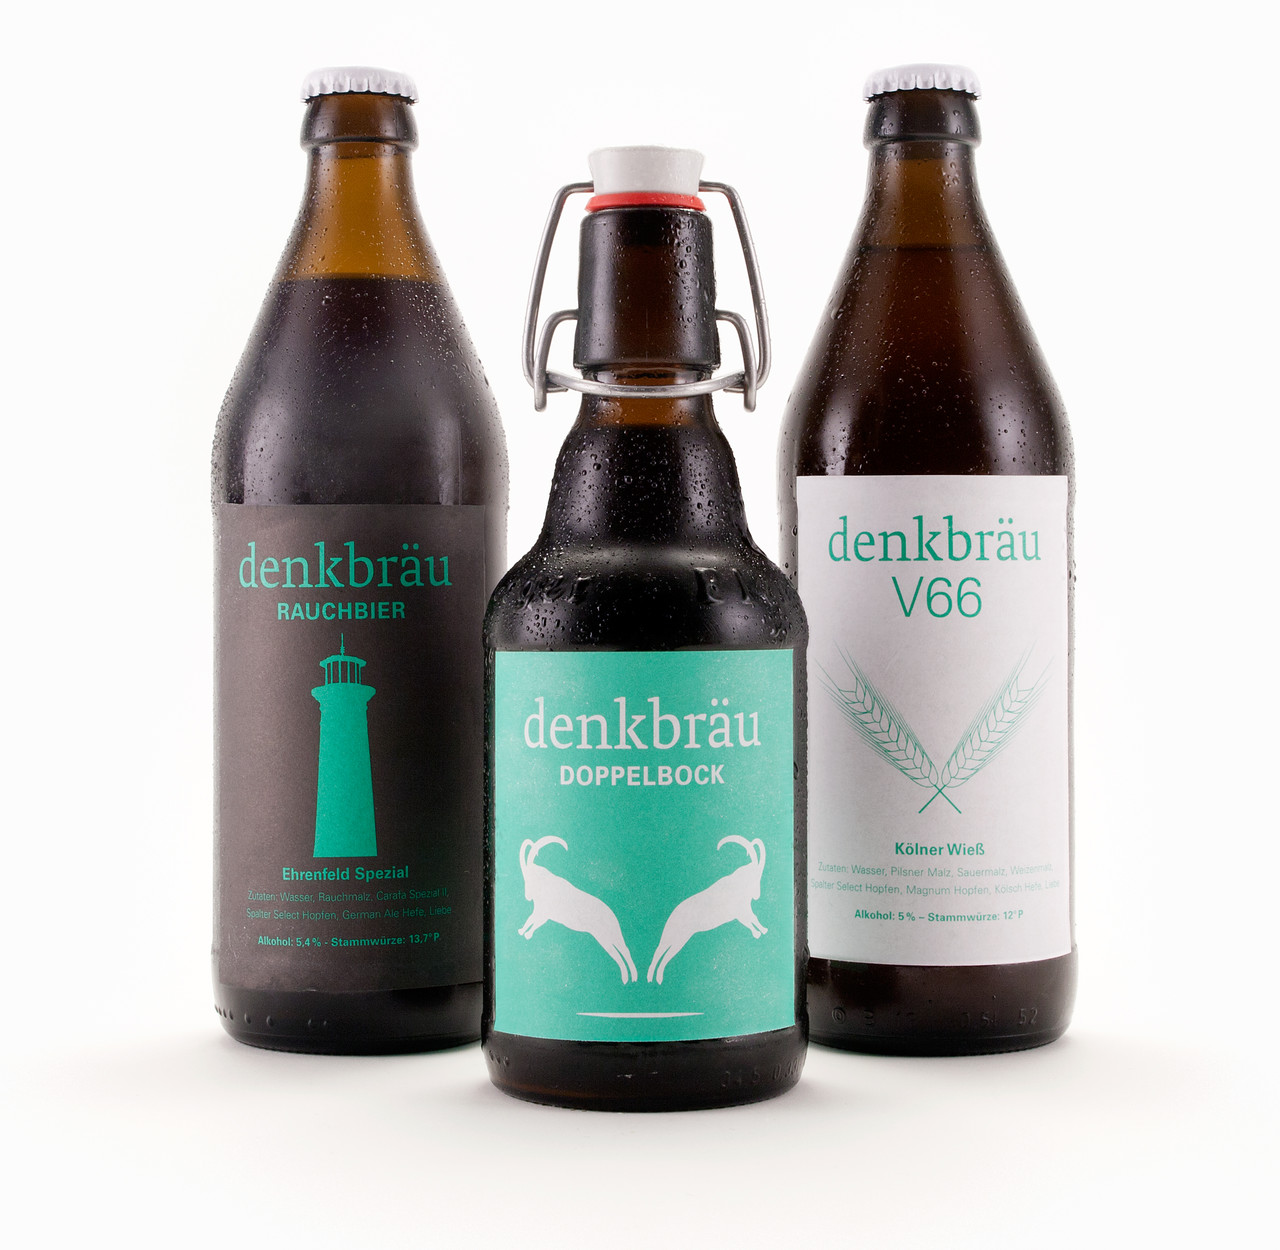 denkbräu
RAUCHBIER
Ehrenfeld Spezial
Zutaten: Wasser, Rauchmalz, Carafa Spezial II,
Spalter Select Hopfen, German Ale Hefe, Liebe
Alkohol: 5,4 % - Stammwürze: 13,7° P
denkbräu
DOPPELBOCK
denkbräu
V66
Kölner Wieß
Zutaten: Wasser, Pilsner Malz, Sauermalz, Weizenmalz,
Spalter Select Hopfen, Magnum Hopfen, Kölsch Hefe, Liebe
Alkohol: 5 % – Stammwürze: 12° P